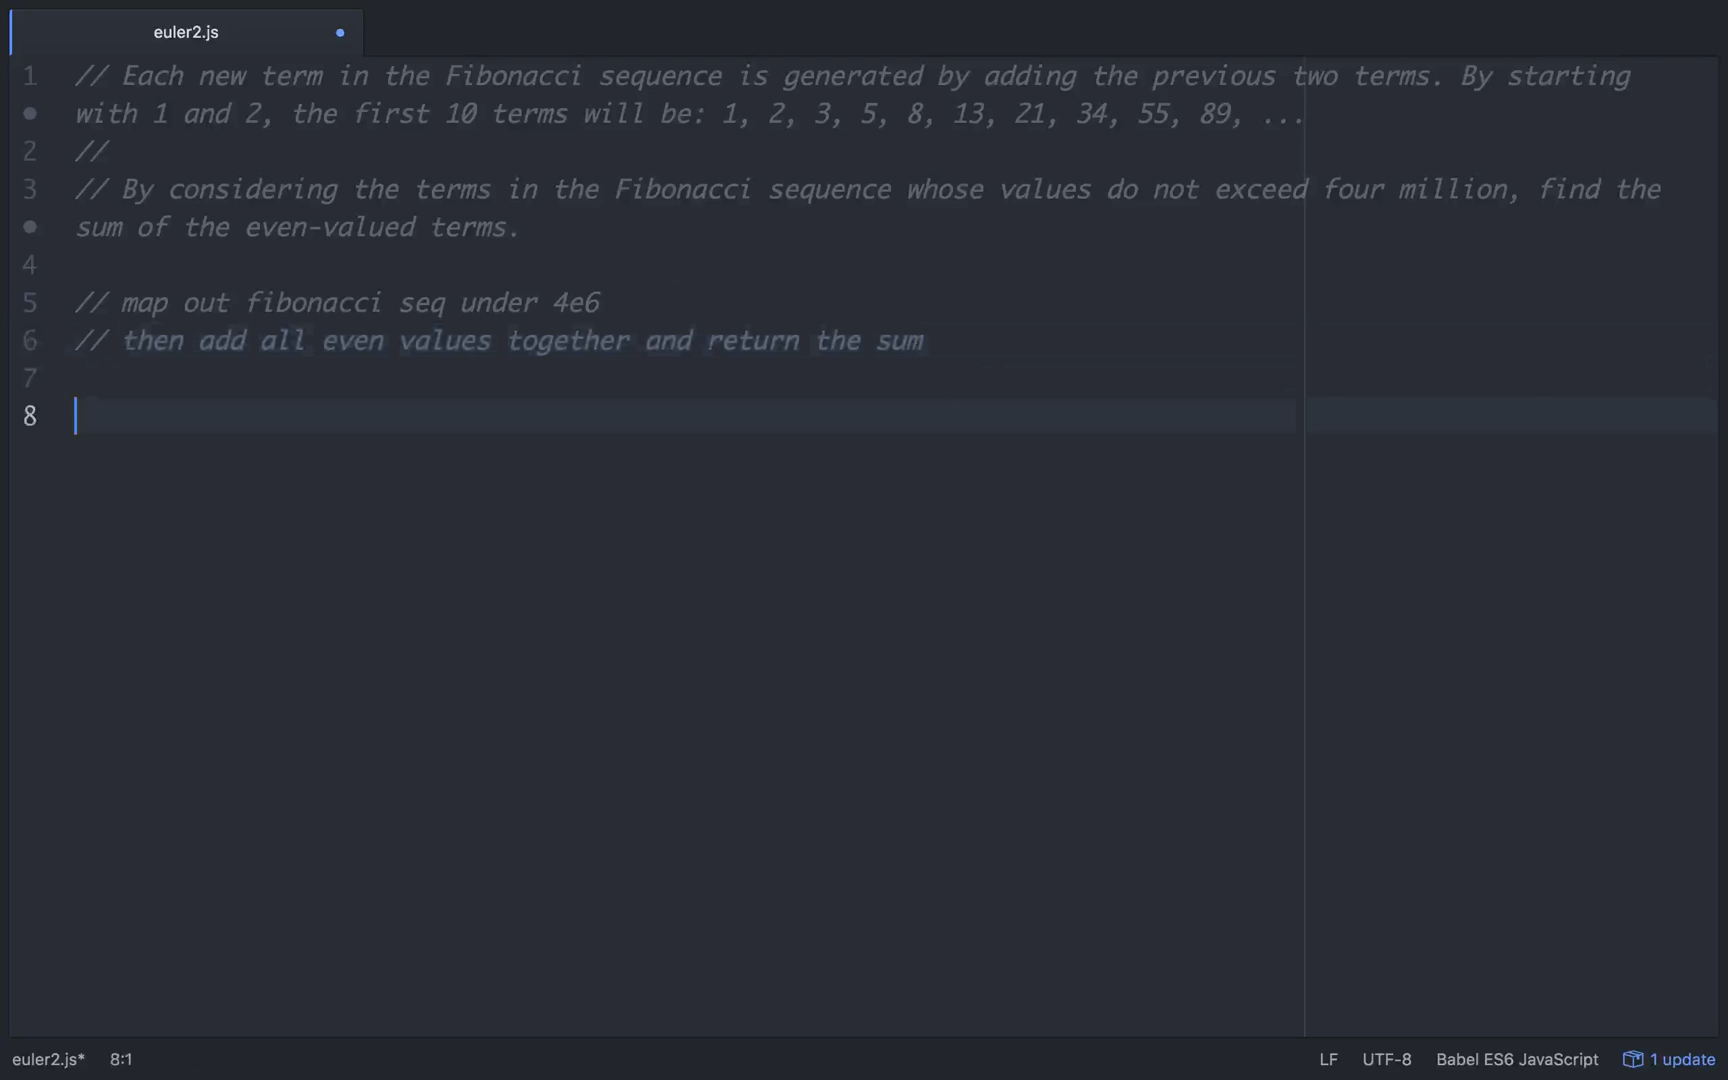 euler2.js
1 // Each new term in the Fibonacci sequence is generated by adding the previous two terms. By starting
with 1 and 2, the first 10 terms will be: 1, 2, 3, 5, 8, 13, 21, 34, 55, 89, ...
2 //
3 // By considering the terms in the Fibonacci sequence whose values do not exceed four million, find the
sum of the even-valued terms.
4
5 // map out fibonacci seq under 4e6
6 // then add all even values together and return the sum
7
8
euler2.js* 8:1 LF UTF-8 Babel ES6 JavaScript 1 update